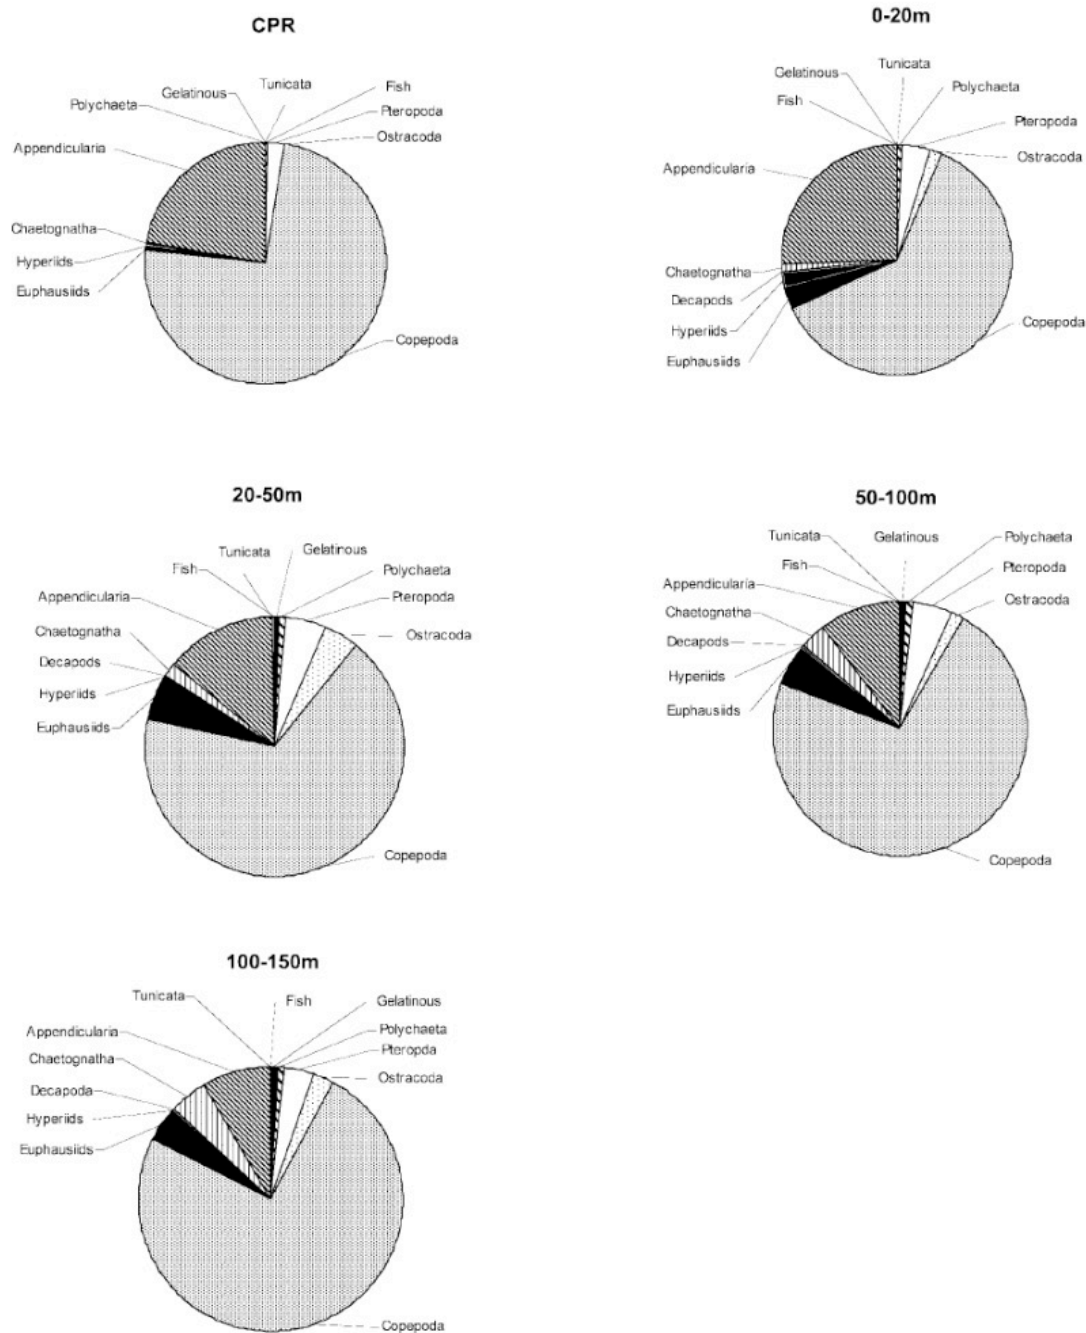 CPR
Tunicata
Gelatinous
Fish
Polychaeta
Pteropoda
Ostracoda
Appendicularia
Chaetognatha
Hyperiids
Euphausiids
Copepoda
0-20m
Tunicata
Gelatinous
Polychaeta
Fish
Pteropoda
Ostracoda
Appendicularia
Chaetognatha
Decapods
Hyperiids
Euphausiids
Copepoda
20-50m
Tunicata
Gelatinous
Fish
Polychaeta
Appendicularia
Pteropoda
Ostracoda
Chaetognatha
Decapods
Hyperiids
Euphausiids
Copepoda
50-100m
Tunicata
Gelatinous
Polychaeta
Fish
Pteropoda
Appendicularia
Ostracoda
Chaetognatha
Decapods
Hyperiids
Euphausiids
Copepoda
100-150m
Tunicata
Fish
Gelatinous
Appendicularia
Polychaeta
Pteropda
Chaetognatha
Ostracoda
Decapoda
Hyperiids
Euphausiids
Copepoda